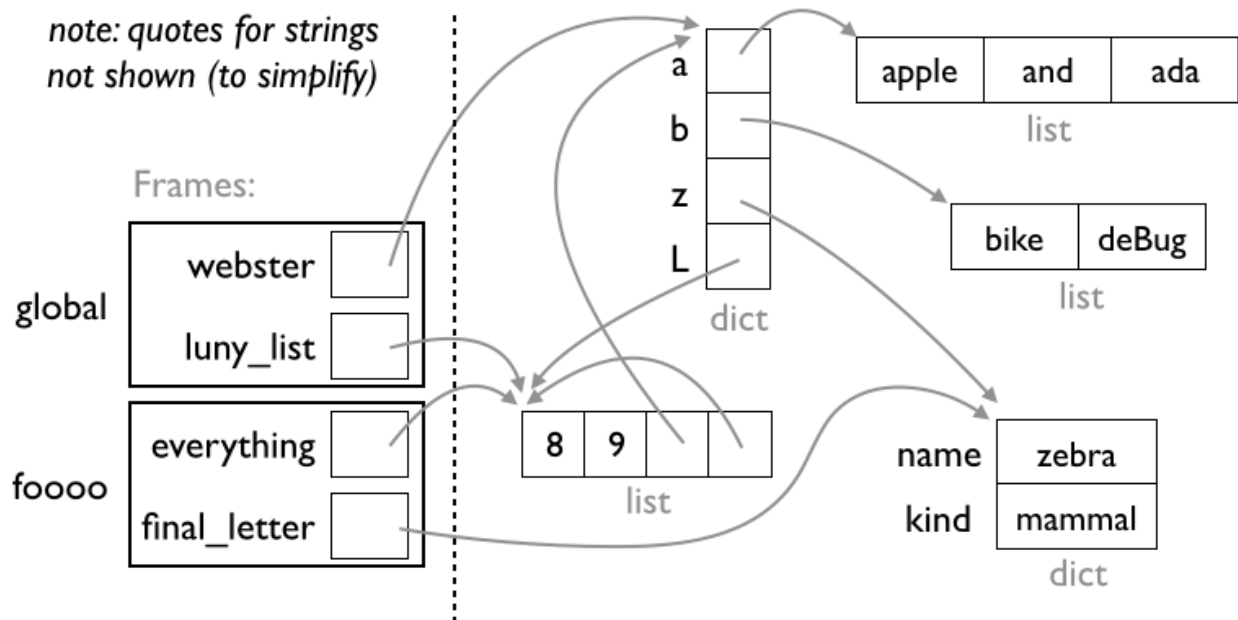 note: quotes for strings
not shown (to simplify)
Frames:
global
webster
luny_list
foooo
everything
final_letter
a
b
z
L
dict
apple and ada
list
bike deBug
list
8 9
list
name zebra
kind mammal
dict